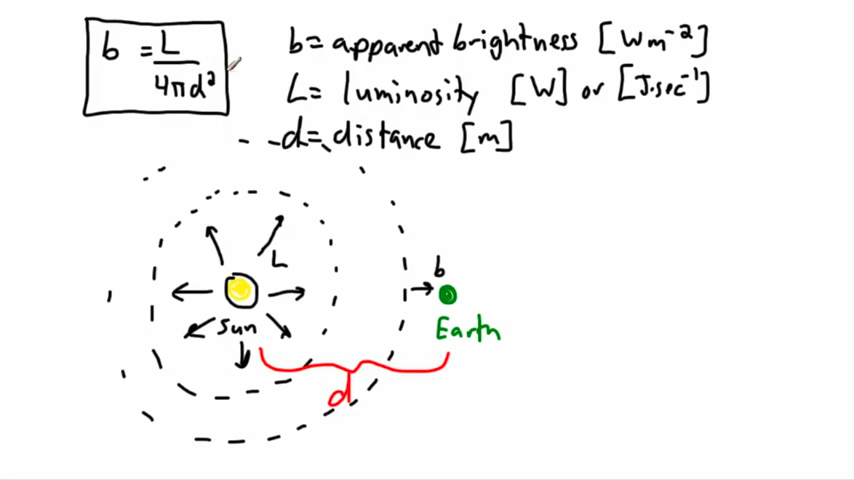 b = L / 4πd²
b = apparent brightness [Wm⁻²]
L = luminosity [W] or [J·sec⁻¹]
d = distance [m]
L
b
Sun
Earth
d